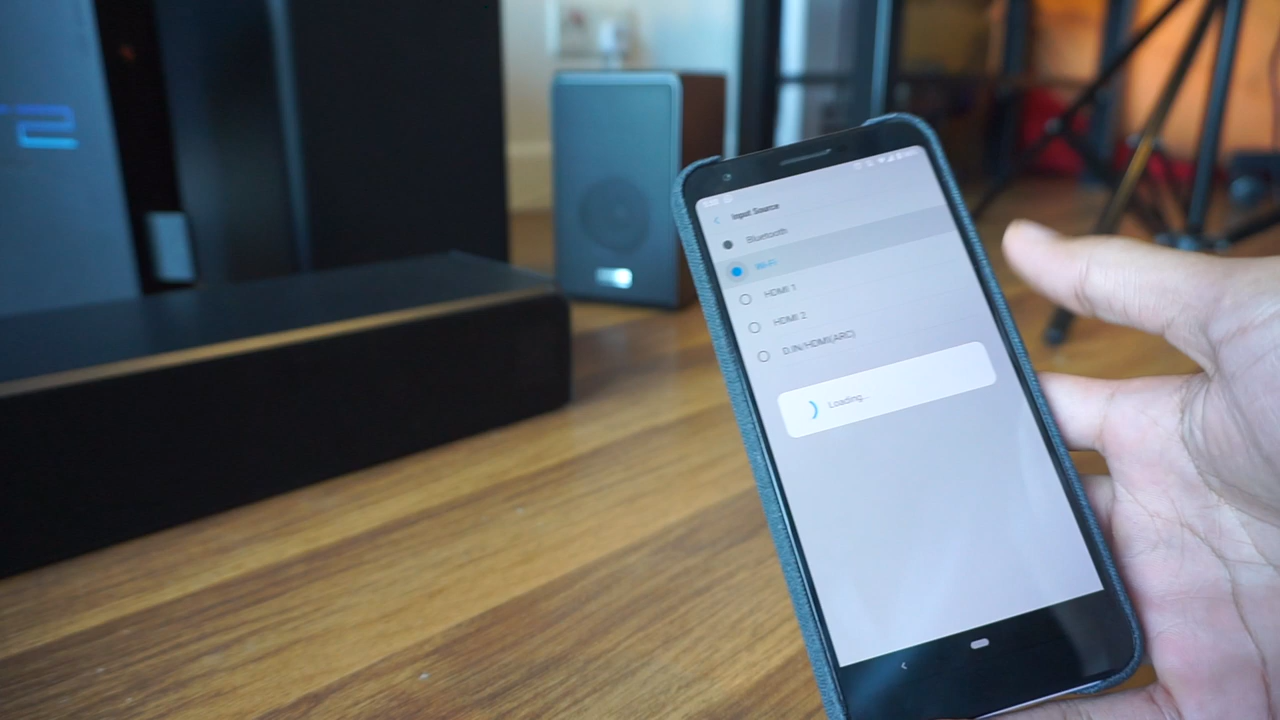 Input Source
Bluetooth
Wi-Fi
HDMI 1
HDMI 2
D.IN/HDMI(ARC)
Loading...